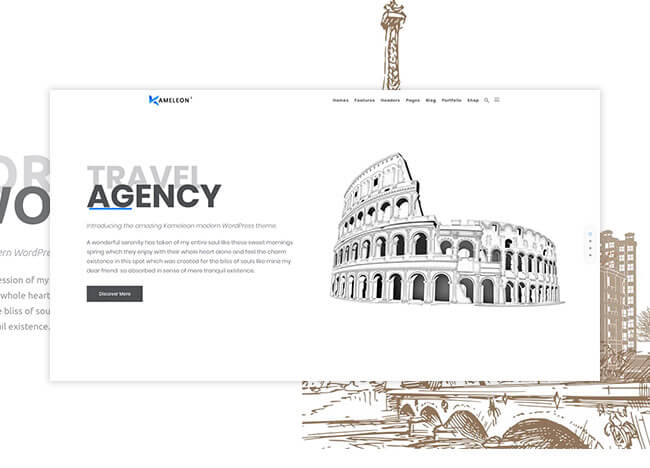 KAMELEON
Homes Features Headers Pages Blog Portfolio Shop
TRAVEL
AGENCY
Introducing the amazing Kameleon modern WordPress theme.
A wonderful serenity has taken of my entire soul like these sweet mornings
spring which they enjoy with their whole heart alone and feel the charm
existence in this spot which was created for the bliss of souls like mine my
dear friend so absorbed in sense of mere tranquil existence.
Discover More
OR
WO
ern WordPress
ession of my
whole heart
e bliss of sou
uil existence.